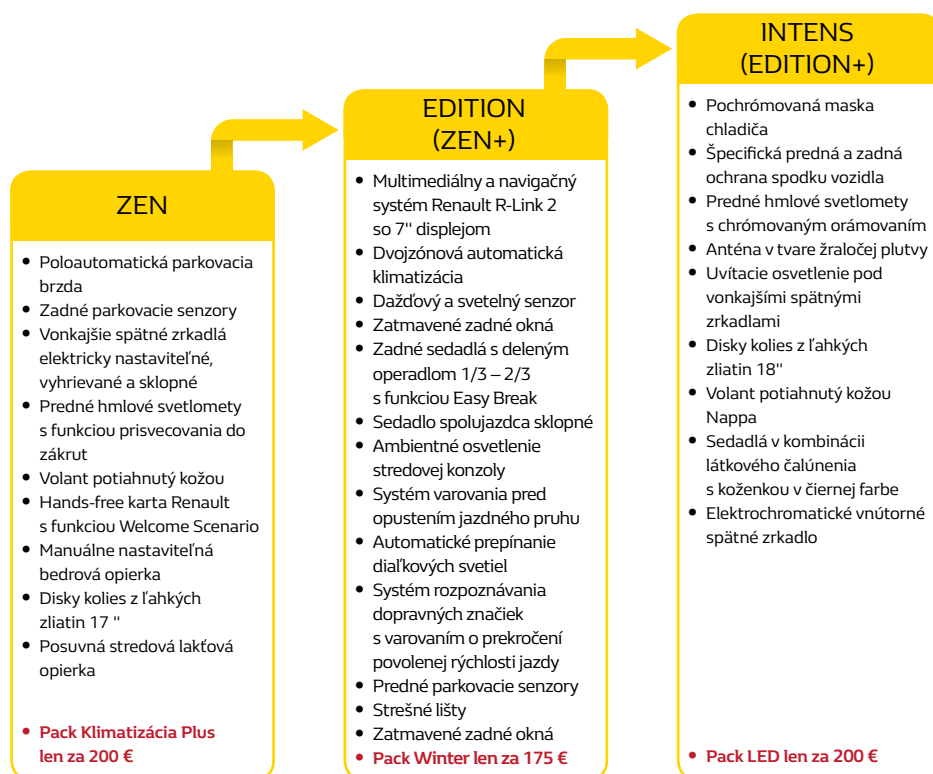 ZEN
• Poloautomatická parkovacia
brzda
• Zadné parkovacie senzory
• Vonkajšie spätné zrkadlá
elektricky nastaviteľné,
vyhrievané a sklopné
• Predné hmlové svetlomety
s funkciou prisvecovania do
zákrut
• Volant potiahnutý kožou
• Hands-free karta Renault
s funkciou Welcome Scenario
• Manuálne nastaviteľná
bedrová opierka
• Disky kolies z ľahkých
zliatin 17 "
• Posuvná stredová lakťová
opierka
• Pack Klimatizácia Plus
len za 200 €
EDITION
(ZEN+)
• Multimediálny a navigačný
systém Renault R-Link 2
so 7" displejom
• Dvojzónová automatická
klimatizácia
• Dažďový a svetelný senzor
• Zatmavené zadné okná
• Zadné sedadlá s deleným
operadlom 1/3 – 2/3
s funkciou Easy Break
• Sedadlo spolujazdca sklopné
• Ambientné osvetlenie
stredovej konzoly
• Systém varovania pred
opustením jazdného pruhu
• Automatické prepínanie
diaľkových svetiel
• Systém rozpoznávania
dopravných značiek
s varovaním o prekročení
povolenej rýchlosti jazdy
• Predné parkovacie senzory
• Strešné lišty
• Zatmavené zadné okná
• Pack Winter len za 175 €
INTENS
(EDITION+)
• Pochrómovaná maska
chladiča
• Špecifická predná a zadná
ochrana spodku vozidla
• Predné hmlové svetlomety
s chrómovaným orámovaním
• Anténa v tvare žraločej plutvy
• Uvítacie osvetlenie pod
vonkajšími spätnými
zrkadlami
• Disky kolies z ľahkých
zliatin 18"
• Volant potiahnutý kožou
Nappa
• Sedadlá v kombinácii
látkového čalúnenia
s koženkou v čiernej farbe
• Elektrochromatické vnútorné
spätné zrkadlo
• Pack LED len za 200 €